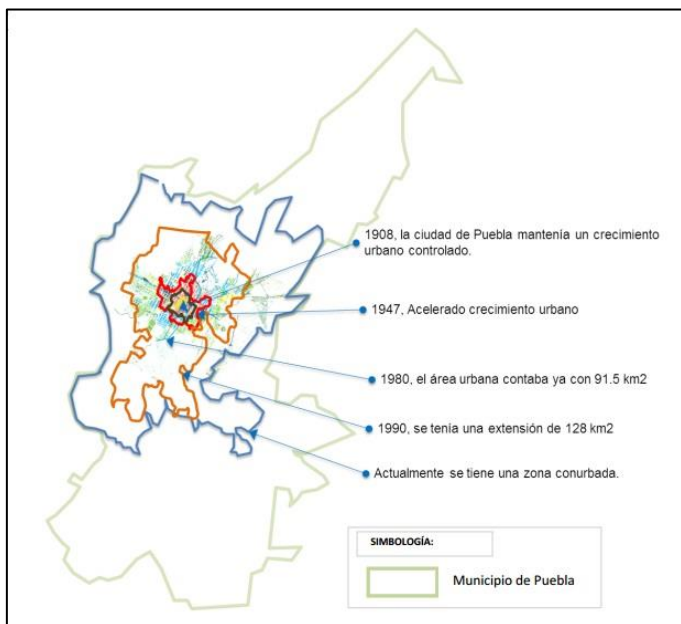 1908, la ciudad de Puebla mantenía un crecimiento
urbano controlado.
1947, Acelerado crecimiento urbano
1980, el área urbana contaba ya con 91.5 km2
1990, se tenía una extensión de 128 km2
Actualmente se tiene una zona conurbada.
SIMBOLOGÍA:
Municipio de Puebla